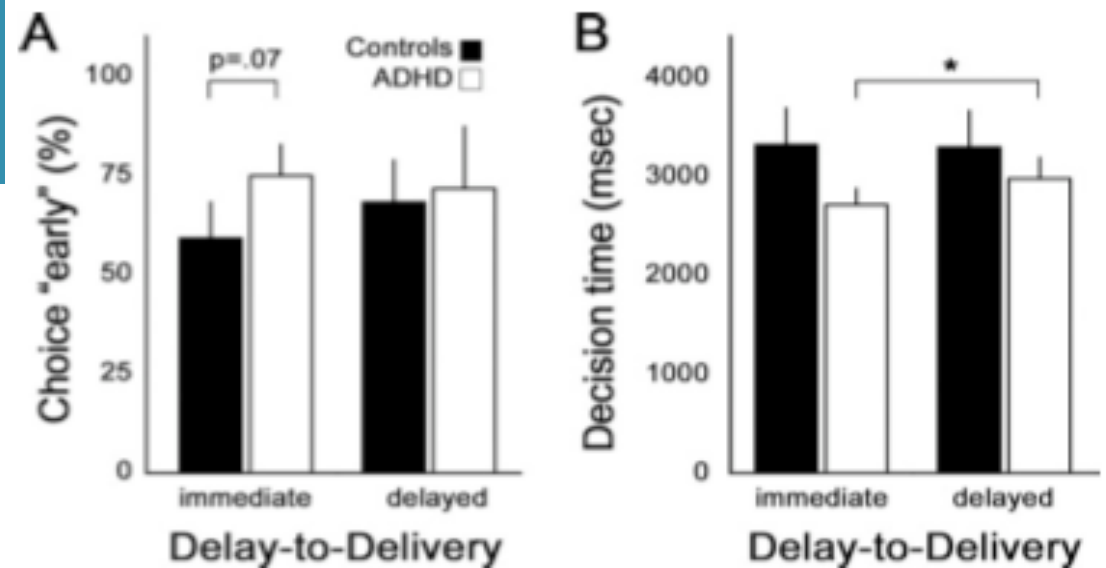 A
Choice "early" (%)
100
75
50
25
0
p=.07
Controls
ADHD
immediate delayed
Delay-to-Delivery
B
Decision time (msec)
4000
3000
2000
1000
0
*
immediate delayed
Delay-to-Delivery